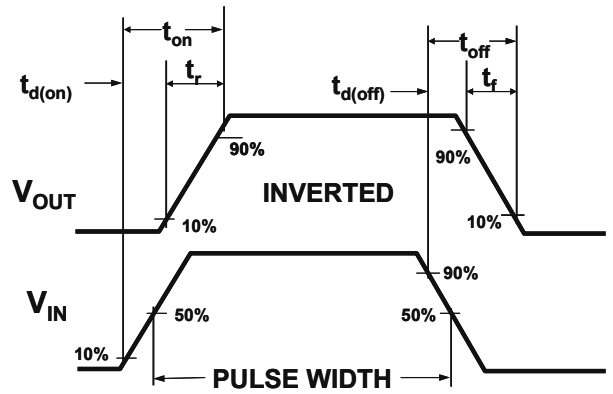 t_on
t_off
t_d(on)
t_r
t_d(off)
t_f
90%
90%
V_OUT
INVERTED
10%
10%
90%
V_IN
50%
50%
10%
PULSE WIDTH